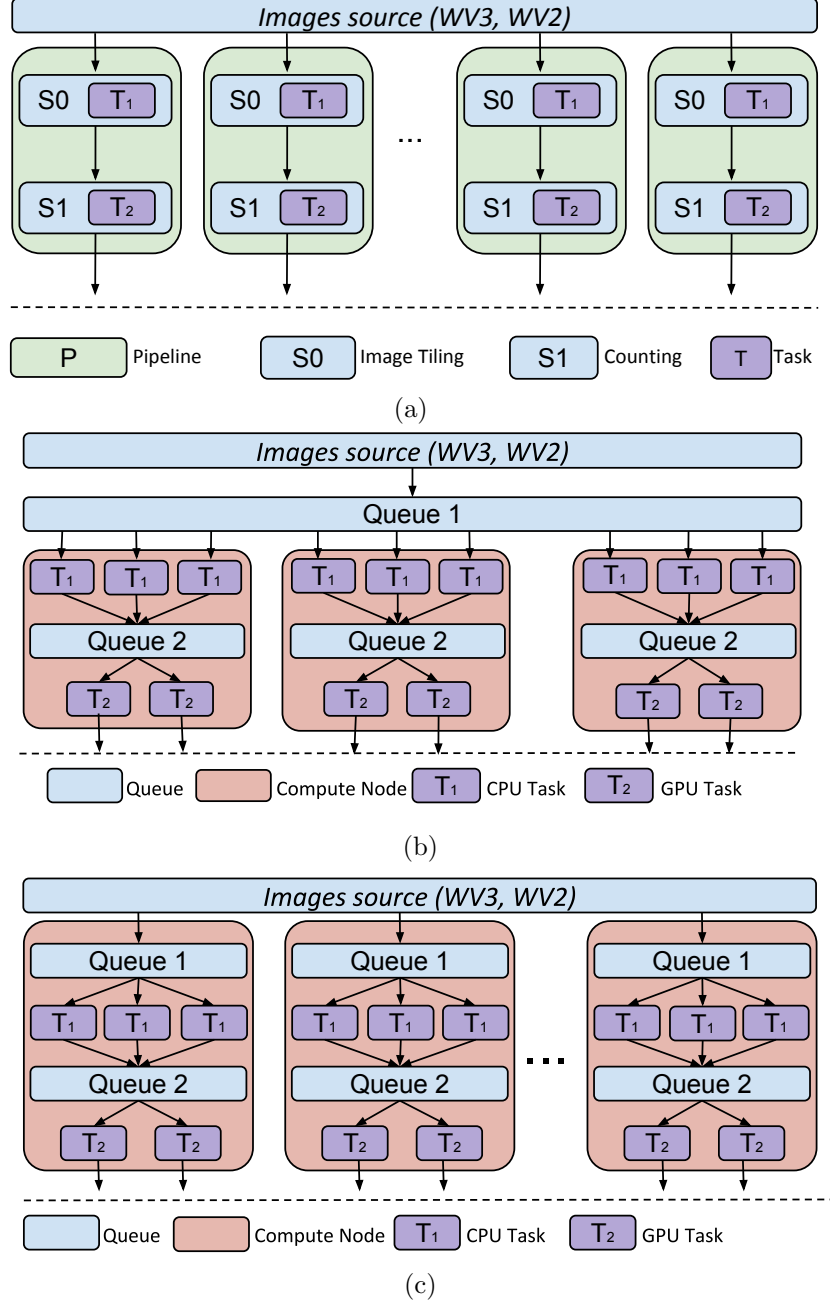 Images source (WV3, WV2)
S0 T1 S0 T1 S0 T1 S0 T1
...
S1 T2 S1 T2 S1 T2 S1 T2
P Pipeline S0 Image Tiling S1 Counting T Task
(a)
Images source (WV3, WV2)
Queue 1
T1 T1 T1 T1 T1 T1 T1 T1 T1
Queue 2 Queue 2 Queue 2
T2 T2 T2 T2 T2 T2
Queue Compute Node T1 CPU Task T2 GPU Task
(b)
Images source (WV3, WV2)
Queue 1 Queue 1 Queue 1
T1 T1 T1 T1 T1 T1 T1 T1 T1
...
Queue 2 Queue 2 Queue 2
T2 T2 T2 T2 T2 T2
Queue Compute Node T1 CPU Task T2 GPU Task
(c)